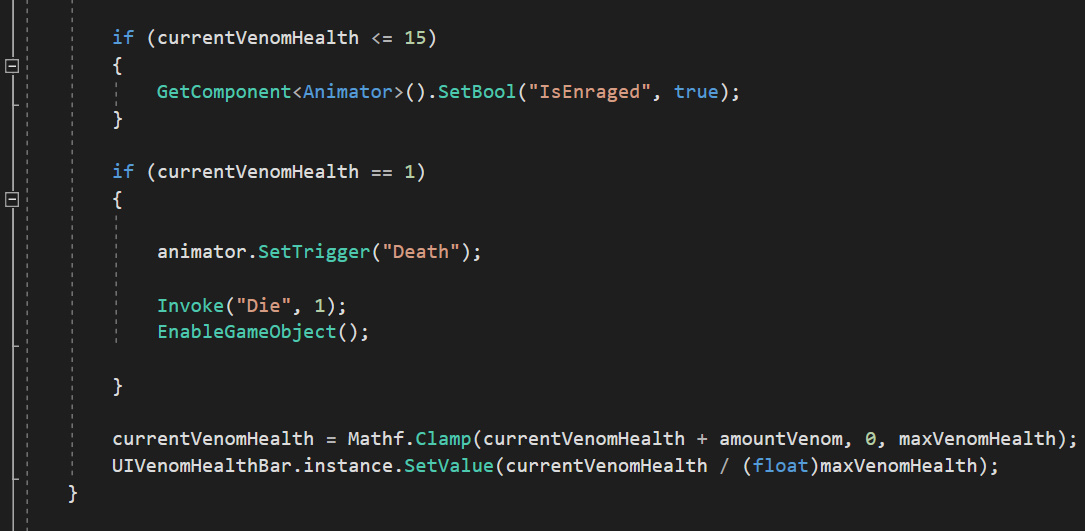 if (currentVenomHealth <= 15)
{
GetComponent<Animator>().SetBool("IsEnraged", true);
}
if (currentVenomHealth == 1)
{
animator.SetTrigger("Death");
Invoke("Die", 1);
EnableGameObject();
}
currentVenomHealth = Mathf.Clamp(currentVenomHealth + amountVenom, 0, maxVenomHealth);
UIVenomHealthBar.instance.SetValue(currentVenomHealth / (float)maxVenomHealth);
}